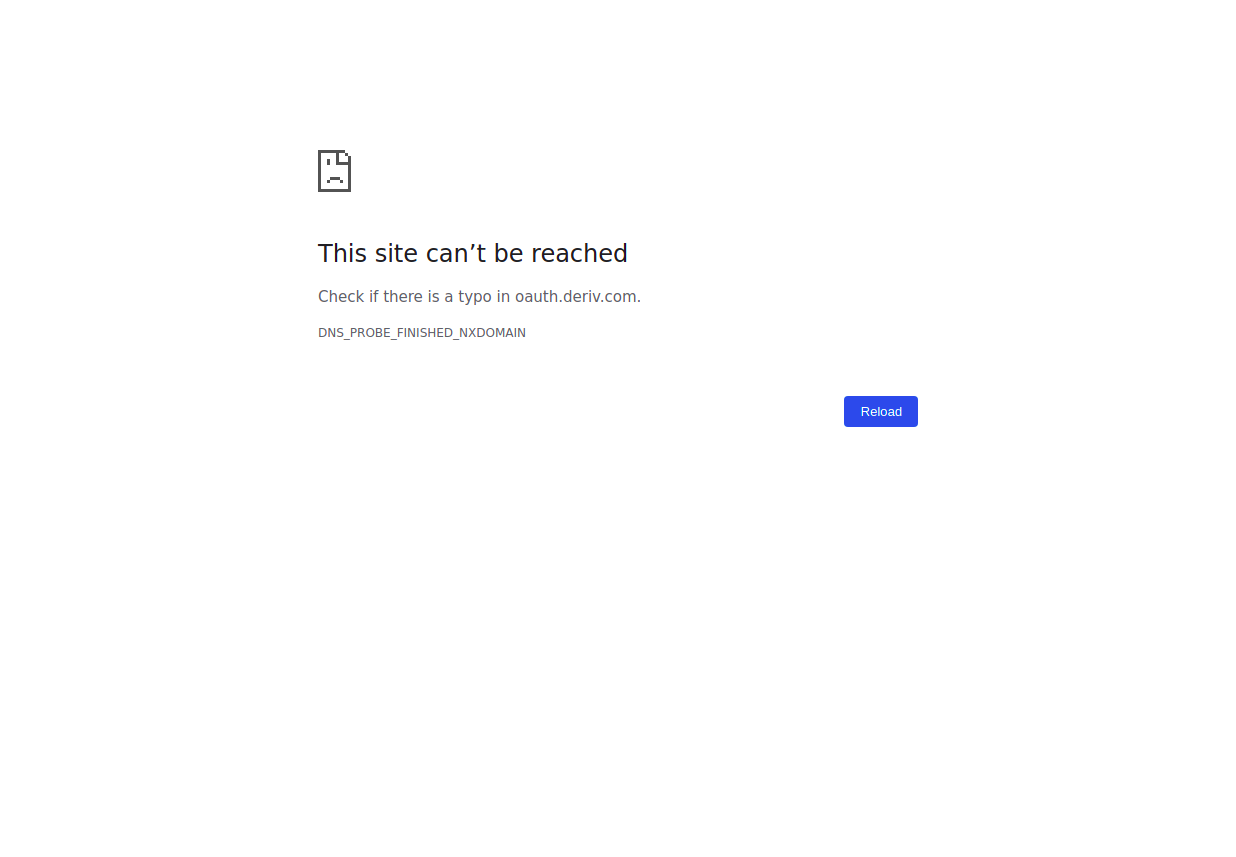 This site can’t be reached
Check if there is a typo in oauth.deriv.com.
DNS_PROBE_FINISHED_NXDOMAIN
Reload